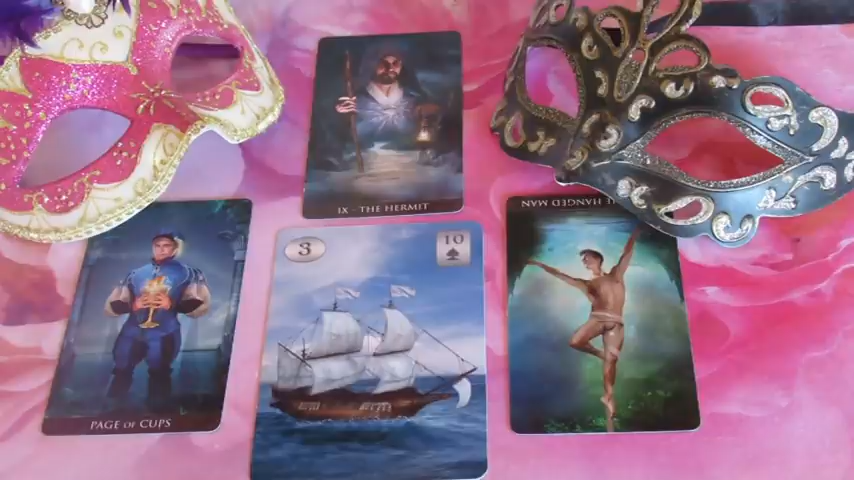 IX - THE HERMIT
HANGED MAN
3
10
PAGE OF CUPS